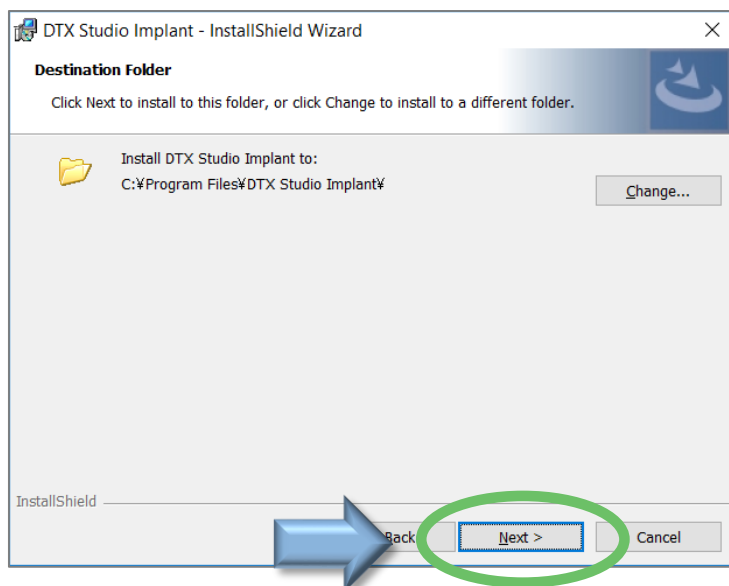 DTX Studio Implant - InstallShield Wizard
Destination Folder
Click Next to install to this folder, or click Change to install to a different folder.
Install DTX Studio Implant to:
C:¥Program Files¥DTX Studio Implant¥
Change...
InstallShield
Back
Next >
Cancel